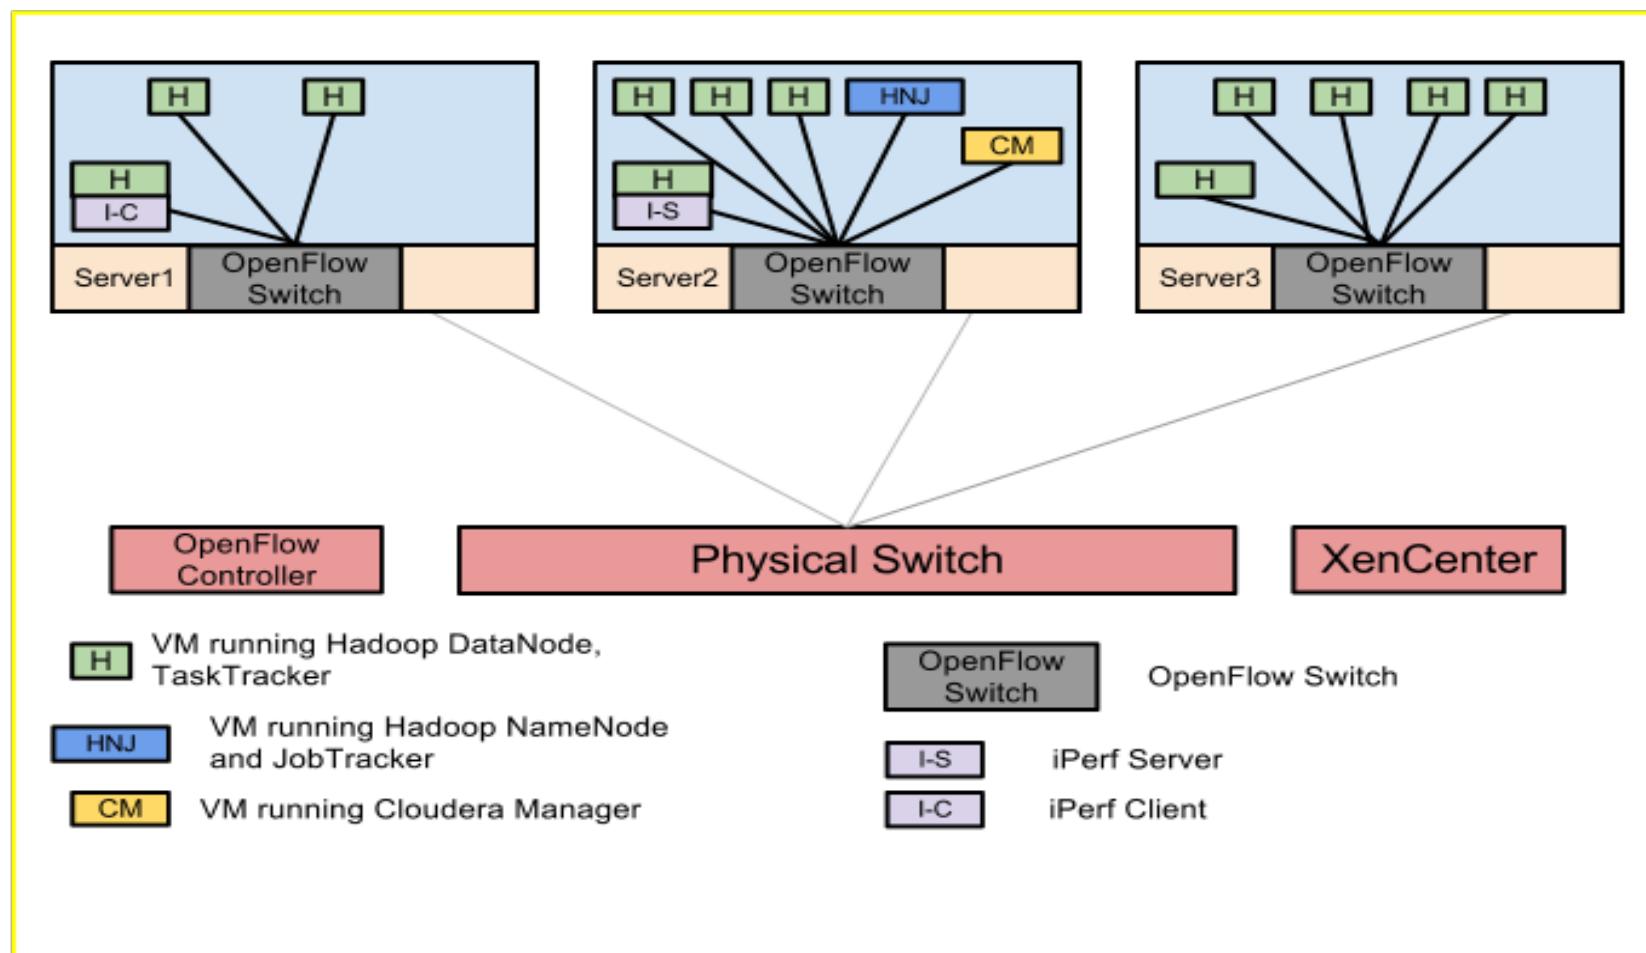 H
H
H
I-C
Server1
OpenFlow
Switch
H
H
H
HNJ
CM
H
I-S
Server2
OpenFlow
Switch
H
H
H
H
H
Server3
OpenFlow
Switch
OpenFlow
Controller
Physical Switch
XenCenter
H
VM running Hadoop DataNode,
TaskTracker
HNJ
VM running Hadoop NameNode
and JobTracker
CM
VM running Cloudera Manager
OpenFlow
Switch
OpenFlow Switch
I-S
iPerf Server
I-C
iPerf Client